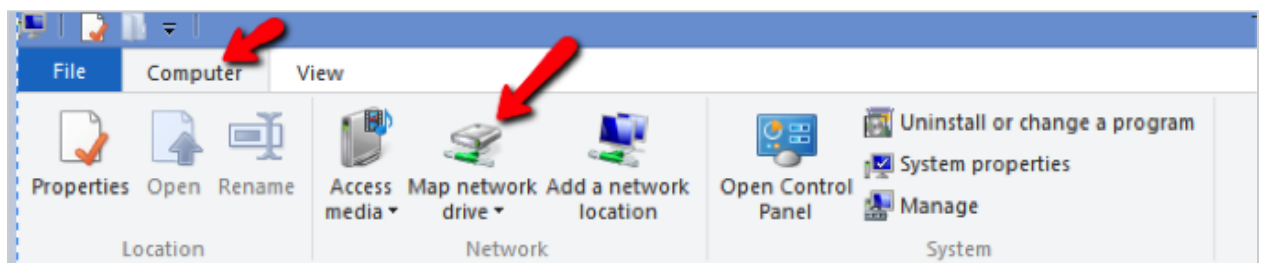 File Computer View
Properties Open Rename
Access media
Map network drive
Add a network location
Open Control Panel
Uninstall or change a program
System properties
Manage
Location Network System